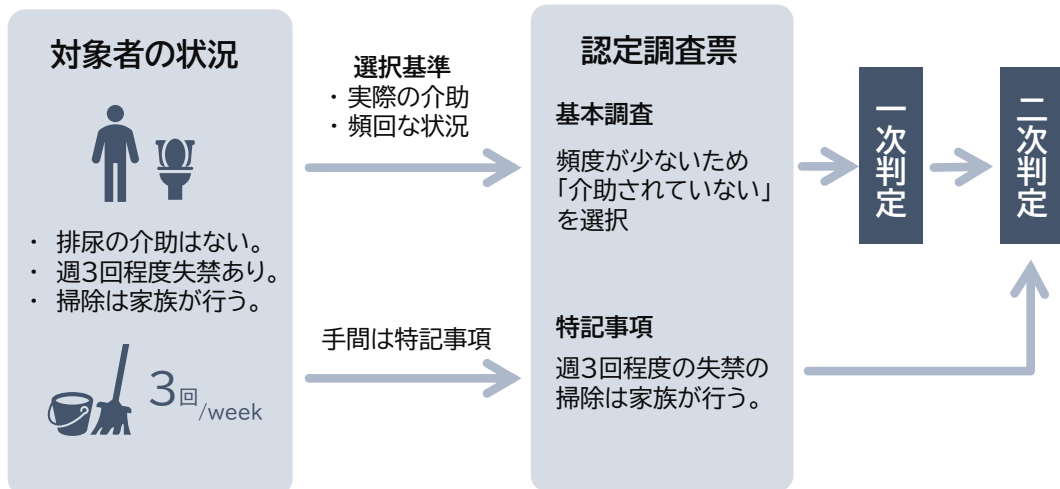 対象者の状況
・ 排尿の介助はない。
・ 週3回程度失禁あり。
・ 掃除は家族が行う。
3回/week
選択基準
・実際の介助
・頻回な状況
手間は特記事項
認定調査票
基本調査
頻度が少ないため
「介助されていない」
を選択
特記事項
週3回程度の失禁の
掃除は家族が行う。
一次判定
二次判定